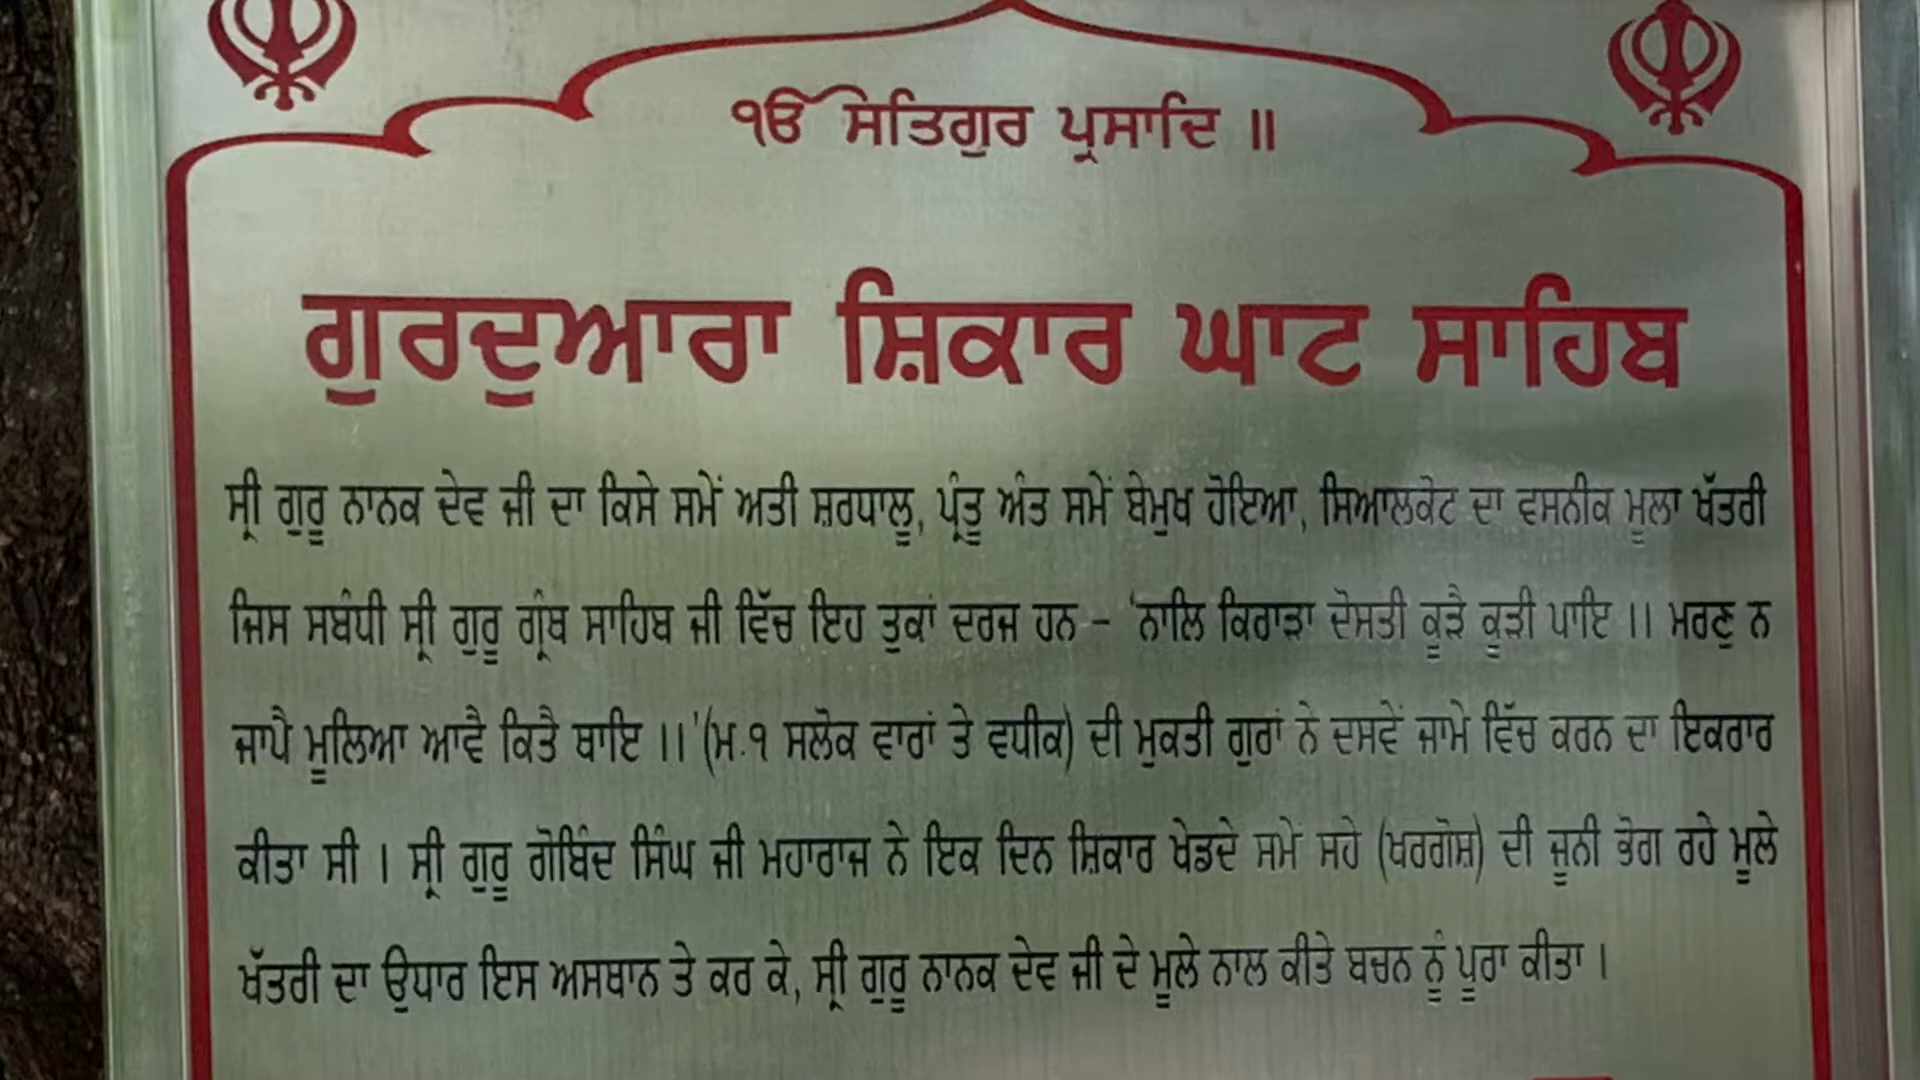 ੴ ਸਤਿਗੁਰ ਪ੍ਰਸਾਦਿ ॥
ਗੁਰਦੁਆਰਾ ਸ਼ਿਕਾਰ ਘਾਟ ਸਾਹਿਬ
ਸ੍ਰੀ ਗੁਰੂ ਨਾਨਕ ਦੇਵ ਜੀ ਦਾ ਕਿਸੇ ਸਮੇਂ ਅਤੀ ਸ਼ਰਧਾਲੂ, ਪ੍ਰੰਤੂ ਅੰਤ ਸਮੇਂ ਬੇਮੁਖ ਹੋਇਆ, ਸਿਆਲਕੋਟ ਦਾ ਵਸਨੀਕ ਮੂਲਾ ਖੱਤਰੀ
ਜਿਸ ਸਬੰਧੀ ਸ੍ਰੀ ਗੁਰੂ ਗ੍ਰੰਥ ਸਾਹਿਬ ਜੀ ਵਿੱਚ ਇਹ ਤੁਕਾਂ ਦਰਜ ਹਨ – 'ਨਾਲਿ ਕਿਰਾੜਾ ਦੋਸਤੀ ਕੂੜੈ ਕੂੜੀ ਪਾਇ ।। ਮਰਣੁ ਨ
ਜਾਪੈ ਮੂਲਿਆ ਆਵੈ ਕਿਤੈ ਥਾਇ ।।'(ਮ.੧ ਸਲੋਕ ਵਾਰਾਂ ਤੇ ਵਧੀਕ) ਦੀ ਮੁਕਤੀ ਗੁਰਾਂ ਨੇ ਦਸਵੇਂ ਜਾਮੇ ਵਿੱਚ ਕਰਨ ਦਾ ਇਕਰਾਰ
ਕੀਤਾ ਸੀ । ਸ੍ਰੀ ਗੁਰੂ ਗੋਬਿੰਦ ਸਿੰਘ ਜੀ ਮਹਾਰਾਜ ਨੇ ਇਕ ਦਿਨ ਸ਼ਿਕਾਰ ਖੇਡਦੇ ਸਮੇਂ ਸਹੇ (ਖਰਗੋਸ਼) ਦੀ ਜੂਨੀ ਭੋਗ ਰਹੇ ਮੂਲੇ
ਖੱਤਰੀ ਦਾ ਉਧਾਰ ਇਸ ਅਸਥਾਨ ਤੇ ਕਰ ਕੇ, ਸ੍ਰੀ ਗੁਰੂ ਨਾਨਕ ਦੇਵ ਜੀ ਦੇ ਮੂਲੇ ਨਾਲ ਕੀਤੇ ਬਚਨ ਨੂੰ ਪੂਰਾ ਕੀਤਾ ।